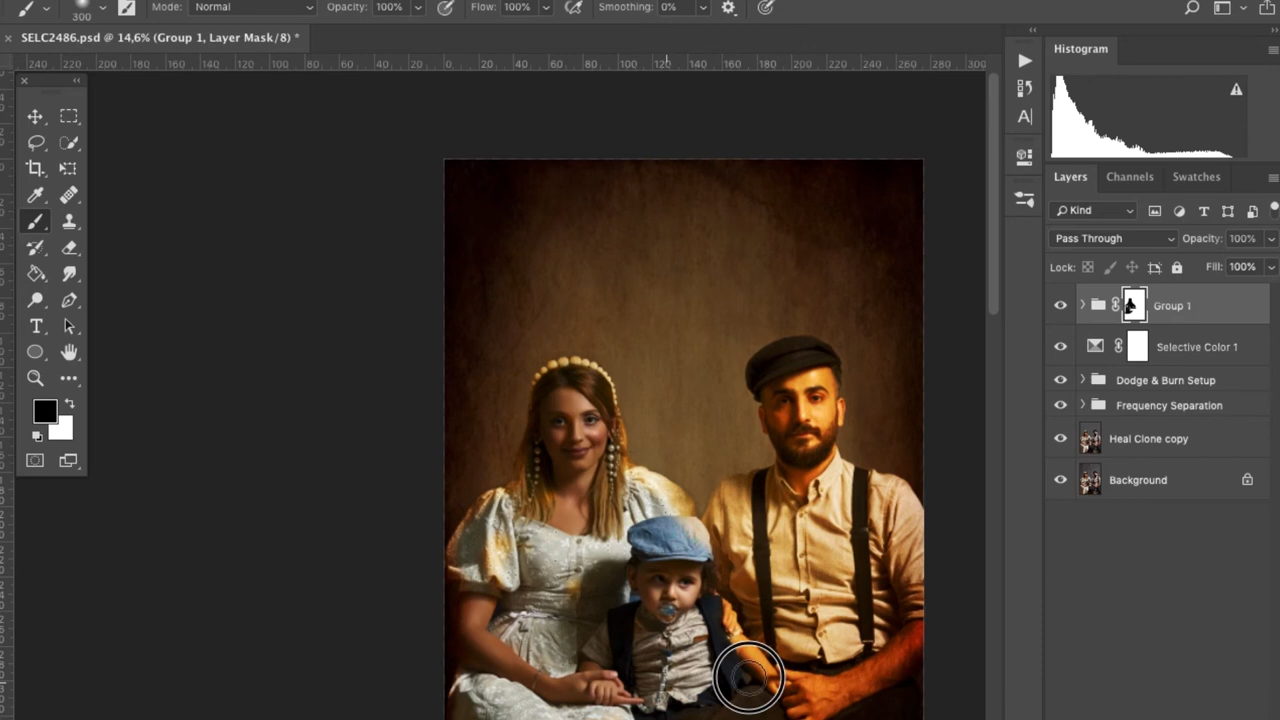 Mode: Normal Opacity: 100% Flow: 100% Smoothing: 0%
300
SELC2486.psd @ 14,6% (Group 1, Layer Mask/8) *
240 220 200 180 160 140 120 100 80 60 40 20 0 20 40 60 80 100 120 140 160 180 200 220 240 260 280 300
Histogram
Layers Channels Swatches
Kind
Pass Through Opacity: 100%
Lock: Fill: 100%
Group 1
Selective Color 1
Dodge & Burn Setup
Frequency Separation
Heal Clone copy
Background